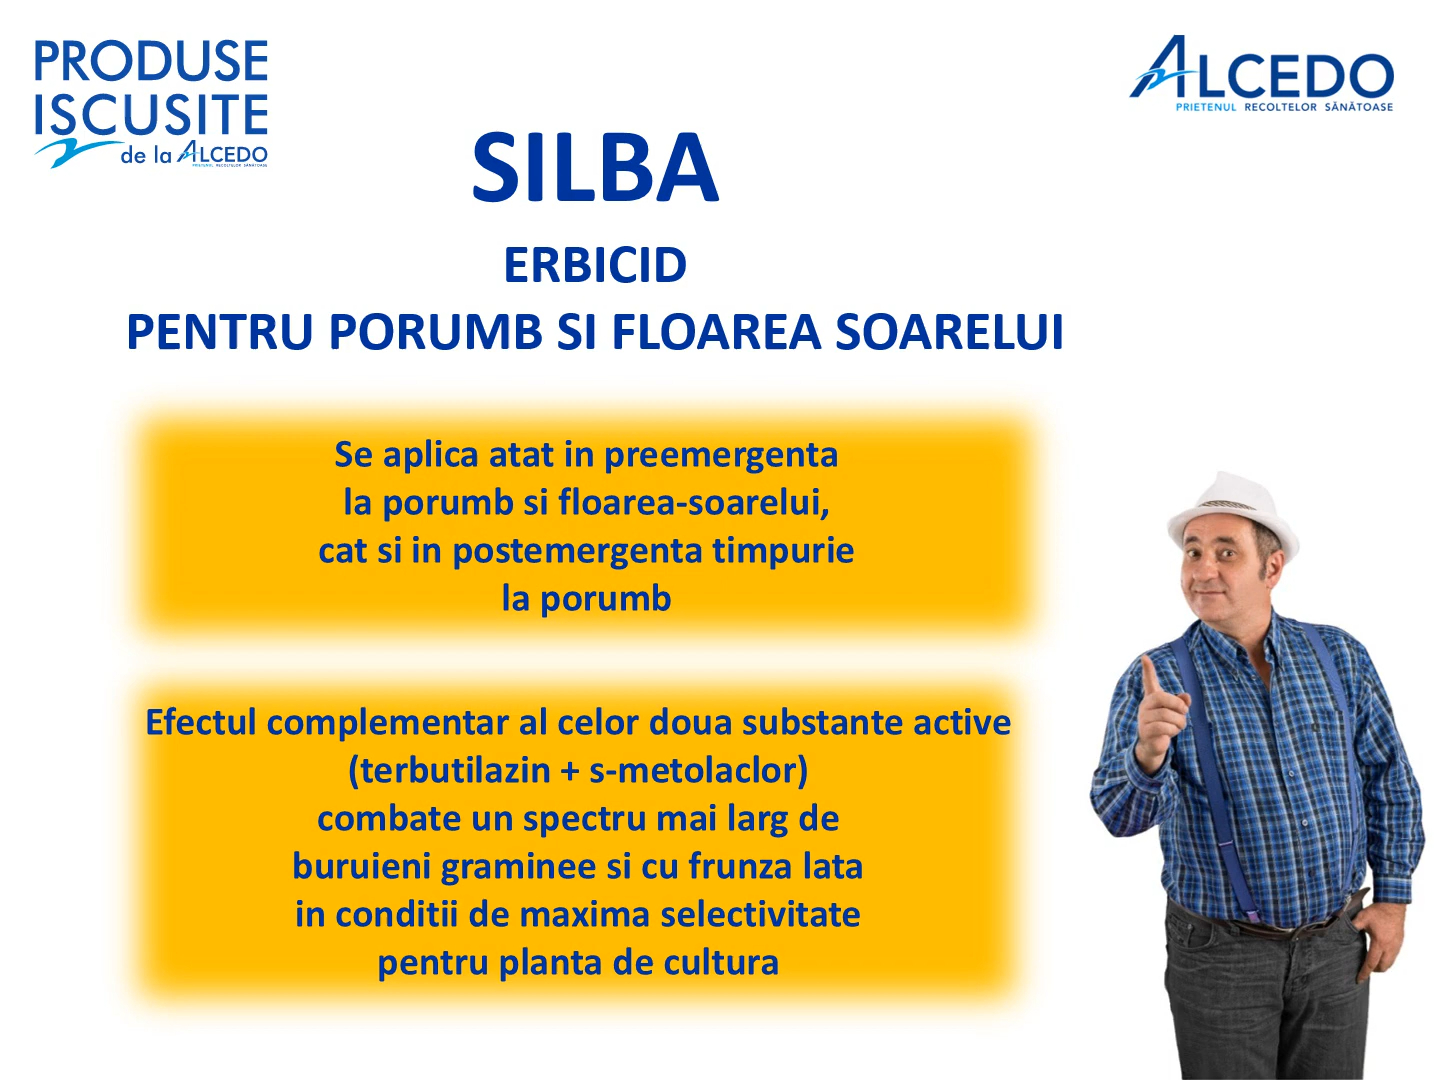 PRODUSE
ISCUSITE
de la ALCEDO
PRIETENUL RECOLTELOR SĂNĂTOASE
ALCEDO
PRIETENUL RECOLTELOR SĂNĂTOASE
SILBA
ERBICID
PENTRU PORUMB SI FLOAREA SOARELUI
Se aplica atat in preemergenta
la porumb si floarea-soarelui,
cat si in postemergenta timpurie
la porumb
Efectul complementar al celor doua substante active
(terbutilazin + s-metolaclor)
combate un spectru mai larg de
buruieni graminee si cu frunza lata
in conditii de maxima selectivitate
pentru planta de cultura